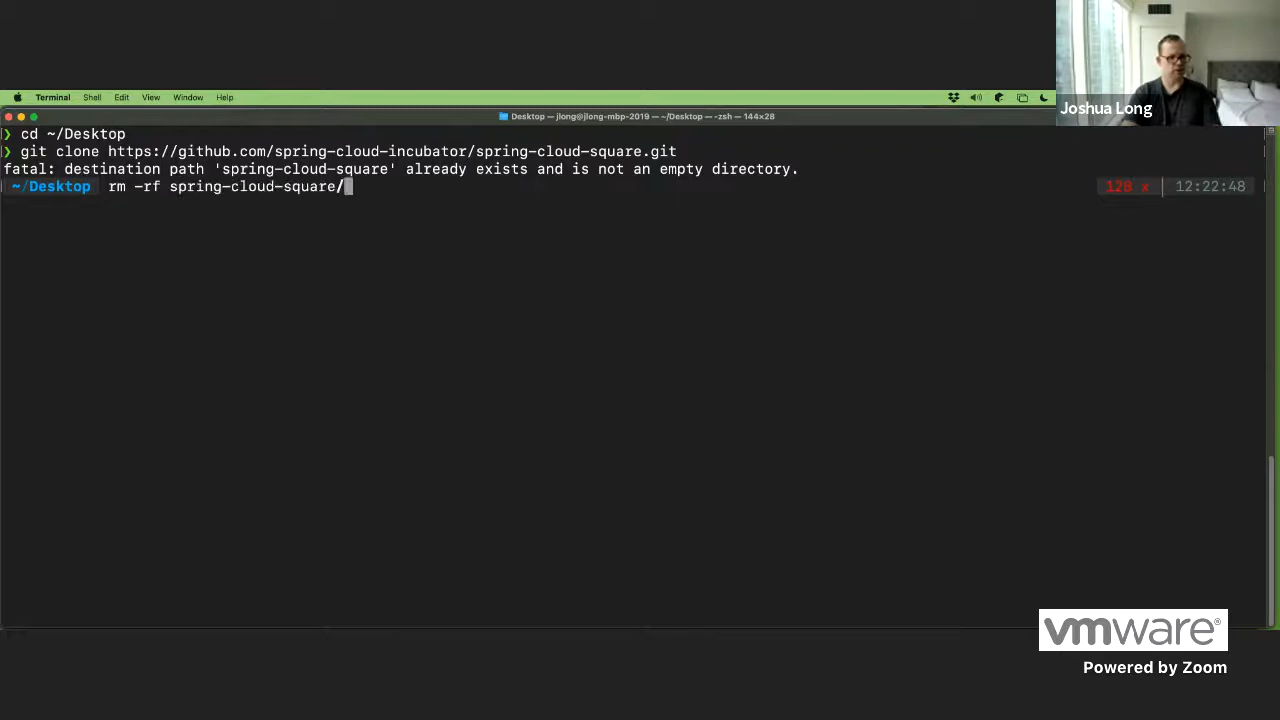 Joshua Long
Terminal Shell Edit View Window Help
Desktop — jlong@jlong-mbp-2019 — ~/Desktop — -zsh — 144×28
❯ cd ~/Desktop
❯ git clone https://github.com/spring-cloud-incubator/spring-cloud-square.git
fatal: destination path 'spring-cloud-square' already exists and is not an empty directory.
~/Desktop rm -rf spring-cloud-square/ 128 x 12:22:48
vmware®
Powered by Zoom